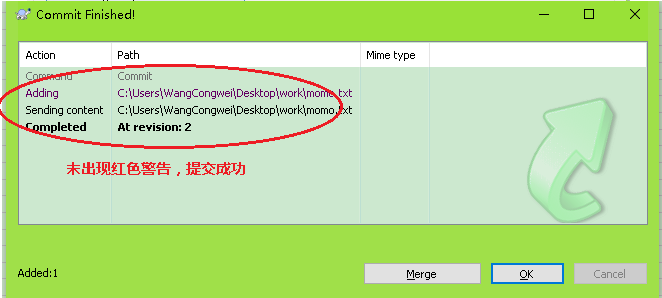 Commit Finished!
Action Path Mime type
Command Commit
Adding C:\Users\WangCongwei\Desktop\work\momo.txt
Sending content C:\Users\WangCongwei\Desktop\work\momo.txt
Completed At revision: 2
未出现红色警告，提交成功
Added:1
Merge OK Cancel